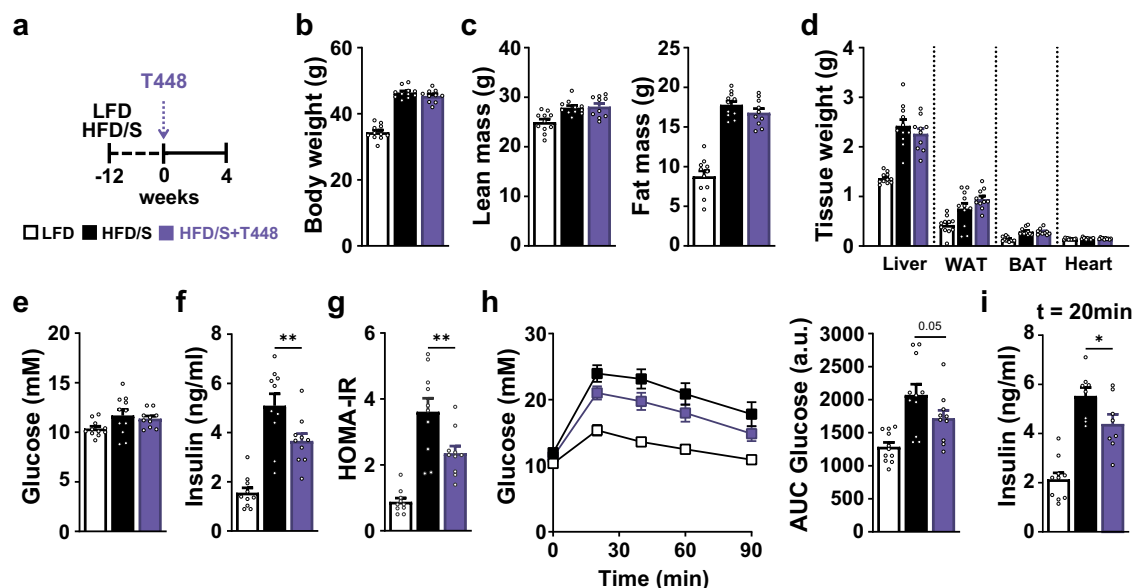 a
T448
LFD
HFD/S
-12
0
4
weeks
LFD HFD/S HFD/S+T448
b
Body weight (g)
60
40
20
0
c
Lean mass (g)
40
30
20
10
0
Fat mass (g)
25
20
15
10
5
0
d
Tissue weight (g)
4
3
2
1
0
Liver WAT BAT Heart
e
Glucose (mM)
20
15
10
5
0
f
Insulin (ng/ml)
8
6
4
2
0
**
g
HOMA-IR
6
4
2
0
**
h
Glucose (mM)
30
20
10
0
0 30 60 90
Time (min)
AUC Glucose (a.u.)
3000
2500
2000
1500
1000
500
0
0.05
i
t = 20min
Insulin (ng/ml)
8
6
4
2
0
*